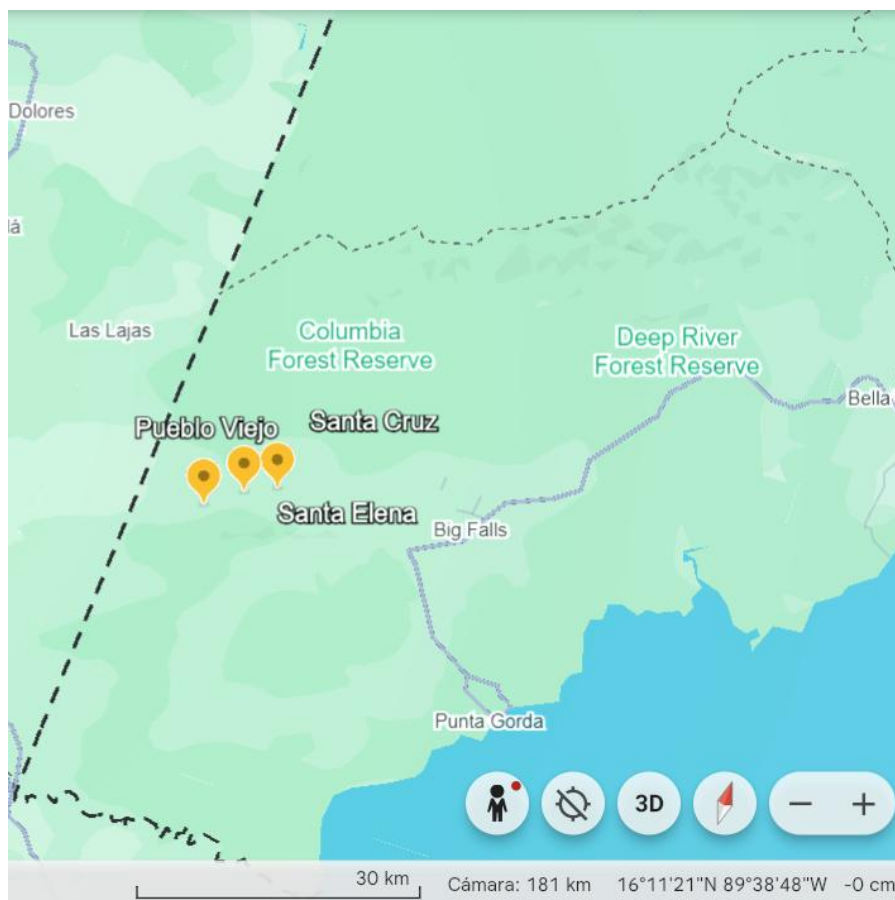 Dolores
lá
Las Lajas
Columbia
Forest Reserve
Deep River
Forest Reserve
Bella
Pueblo Viejo
Santa Cruz
Santa Elena
Big Falls
Punta Gorda
3D
30 km
Cámara: 181 km
16°11'21"N 89°38'48"W
-0 cm